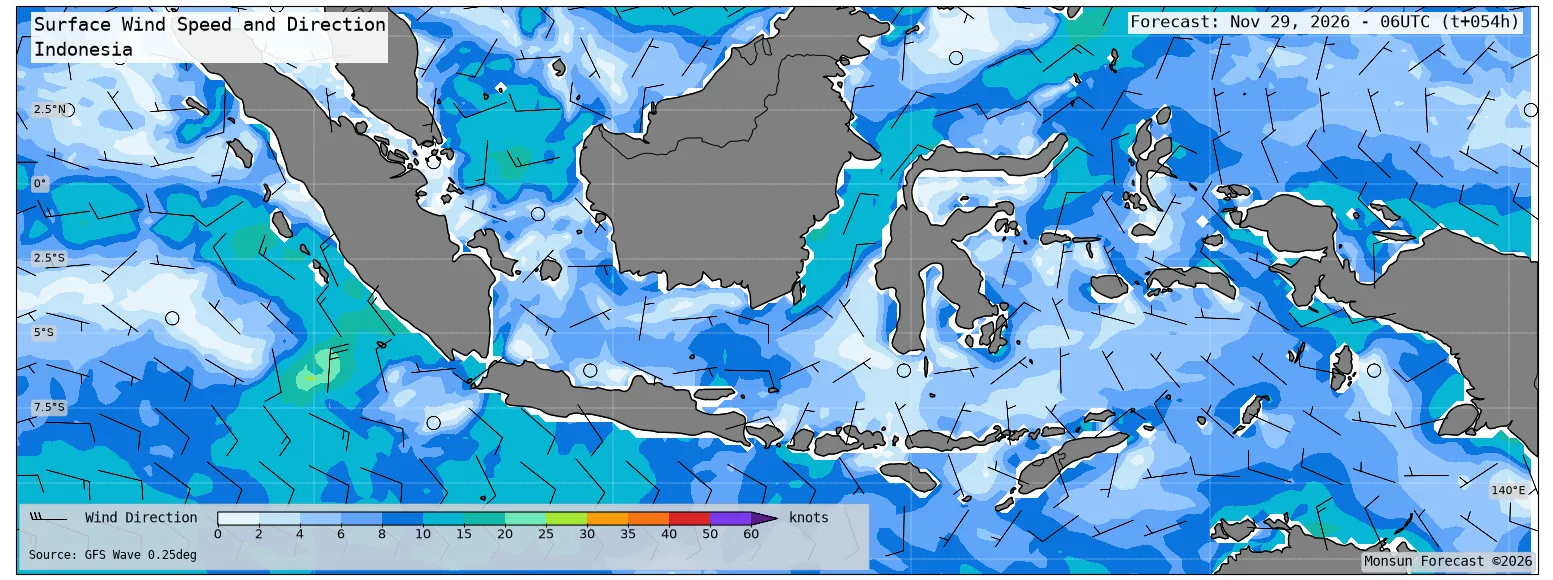 Surface Wind Speed and Direction
Indonesia
Forecast: Nov 29, 2026 - 06UTC (t+054h)
2.5°N
0°
2.5°S
5°S
7.5°S
140°E
Wind Direction
0 2 4 6 8 10 15 20 25 30 35 40 50 60
knots
Source: GFS Wave 0.25deg
Monsun Forecast ©2026